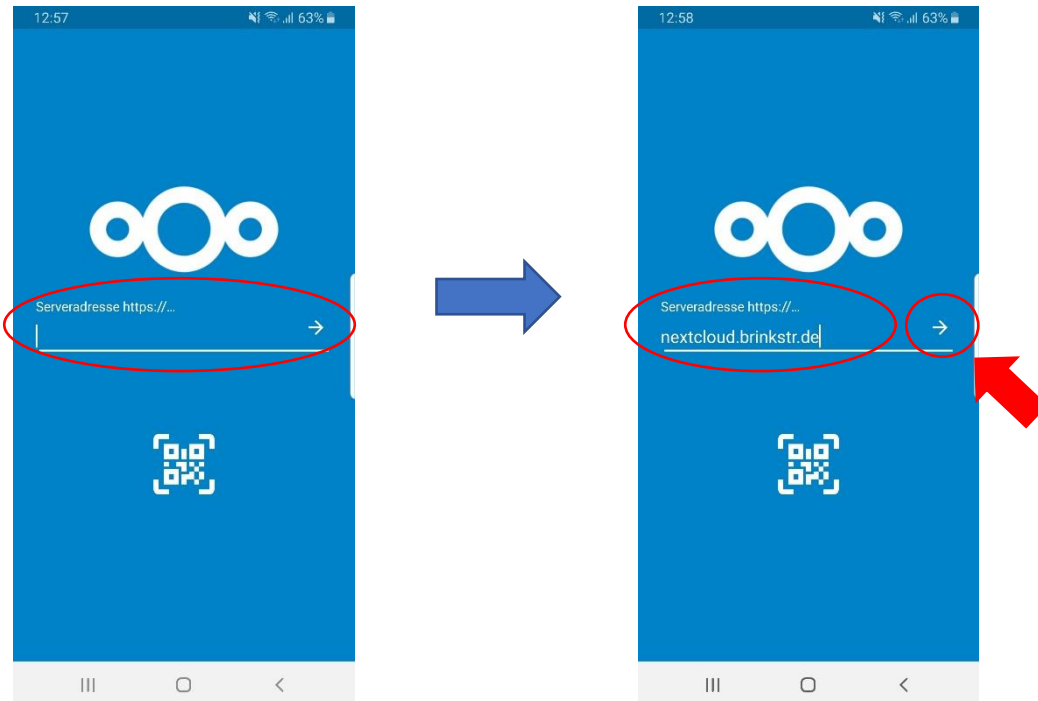 12:57 63%
Serveradresse https://...
12:58 63%
Serveradresse https://...
nextcloud.brinkstr.de